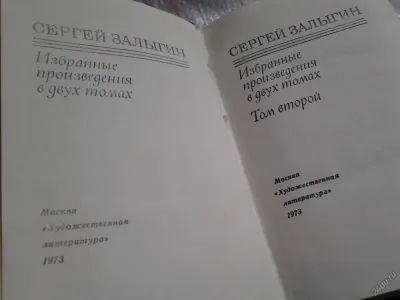 СЕРГЕЙ ЗАЛЫГИН
Избранные
произведения
в двух томах
Москва
«Художественная
литература»
1973
СЕРГЕЙ ЗАЛЫГИН
Избранные
произведения
в двух томах
Том второй
Москва
«Художественная
литература»
1973